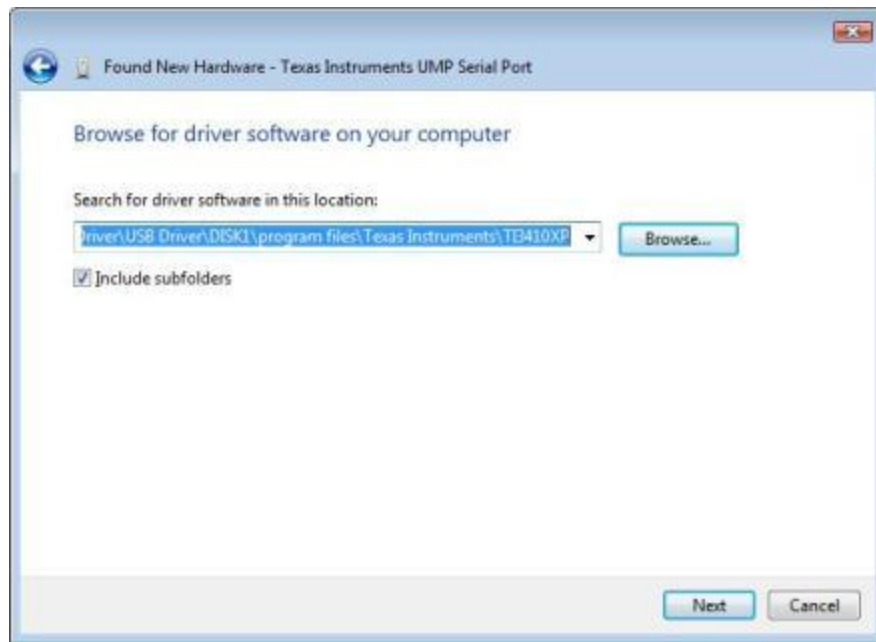 Found New Hardware - Texas Instruments UMP Serial Port
Browse for driver software on your computer
Search for driver software in this location:
Driver\USB Driver\DISK1\program files\Texas Instruments\TI3410XP
Browse...
Include subfolders
Next
Cancel